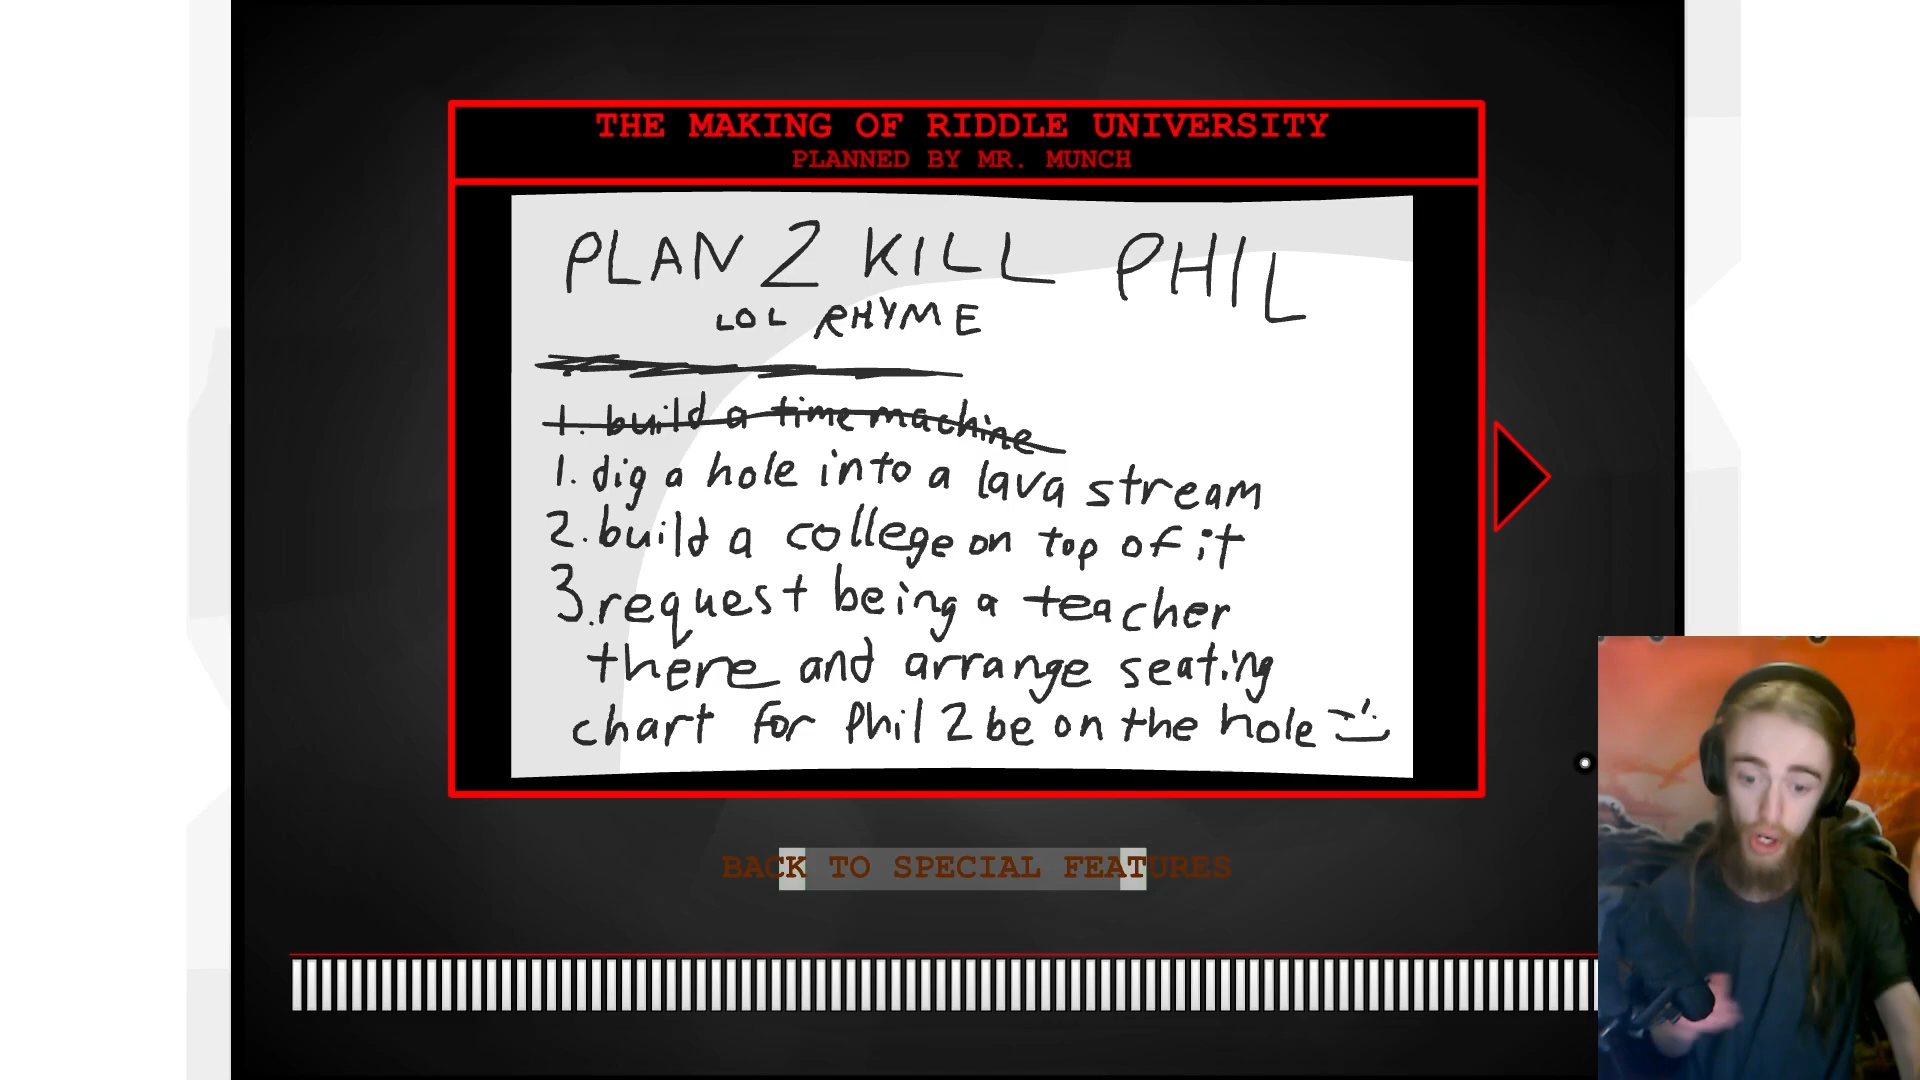 THE MAKING OF RIDDLE UNIVERSITY
PLANNED BY MR. MUNCH
PLAN 2 KILL PHIL
LOL RHYME
1. build a time machine
1. dig a hole into a lava stream
2. build a college on top of it
3. request being a teacher
there and arrange seating
chart for Phil 2 be on the hole
BACK TO SPECIAL FEATURES